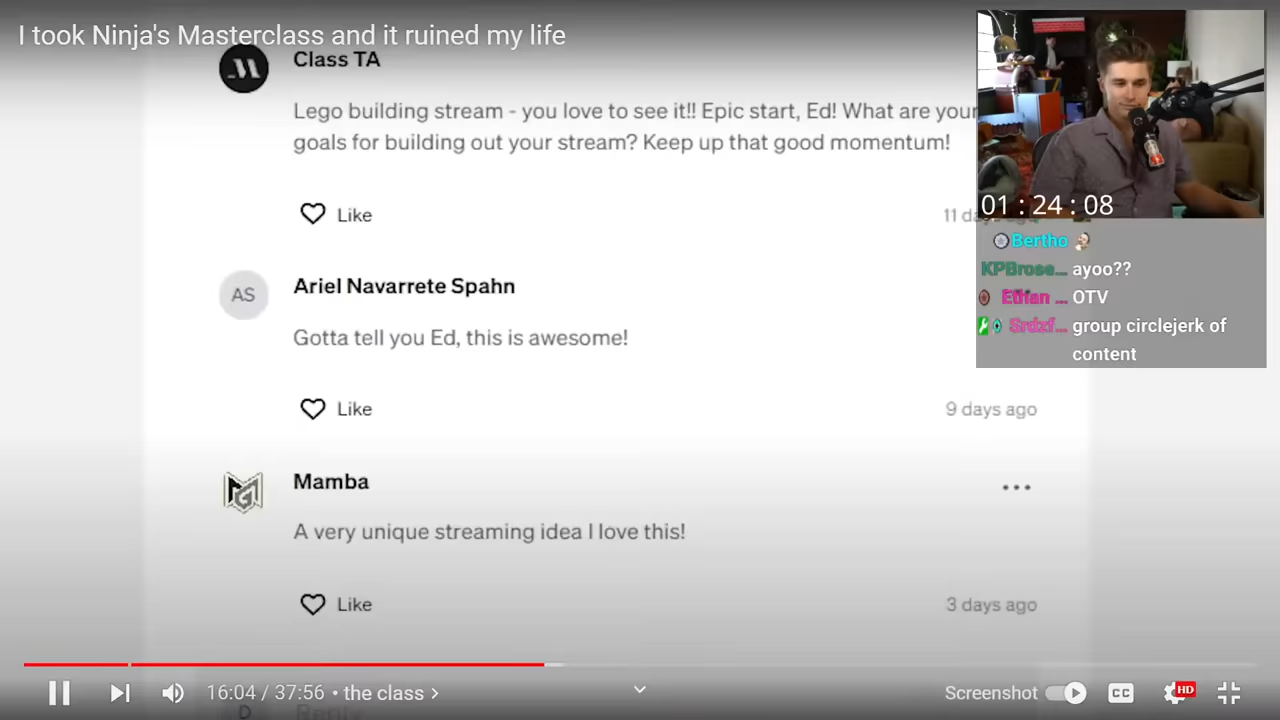 I took Ninja's Masterclass and it ruined my life
Class TA
Lego building stream - you love to see it!! Epic start, Ed! What are your
goals for building out your stream? Keep up that good momentum!
Like
11
AS
Ariel Navarrete Spahn
Gotta tell you Ed, this is awesome!
Like
9 days ago
Mamba
A very unique streaming idea I love this!
Like
3 days ago
01 : 24 : 08
Bertho
KPBrose... ayoo??
Ethan ... OTV
Srdxf... group circlejerk of
content
16:04 / 37:56 • the class
Screenshot
CC
HD
D
Reply